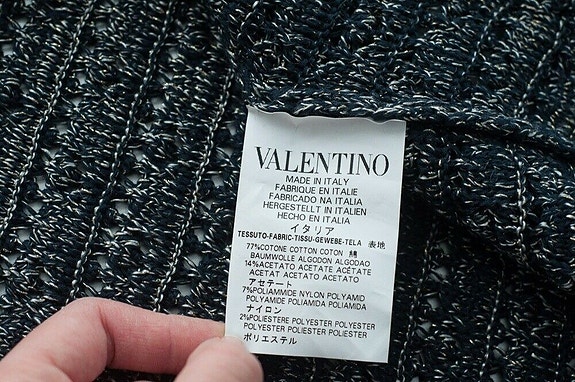 VALENTINO
MADE IN ITALY
FABRIQUE EN ITALIE
FABRICADO NA ITALIA
HERGESTELLT IN ITALIEN
HECHO EN ITALIA
イタリア
TESSUTO-FABRIC-TISSU-GEWEBE-TELA 表地
77%COTONE COTTON COTON 綿
BAUMWOLLE ALGODON ALGODAO
14%ACETATO ACETATE ACÉTATE
ACETAT ACETATO ACETATO
アセテート
7%POLIAMMIDE NYLON POLYAMID
POLYAMIDE POLIAMIDA POLIAMIDA
ナイロン
2%POLIESTERE POLYESTER POLYESTER
POLYESTER POLIESTER POLIESTER
ポリエステル